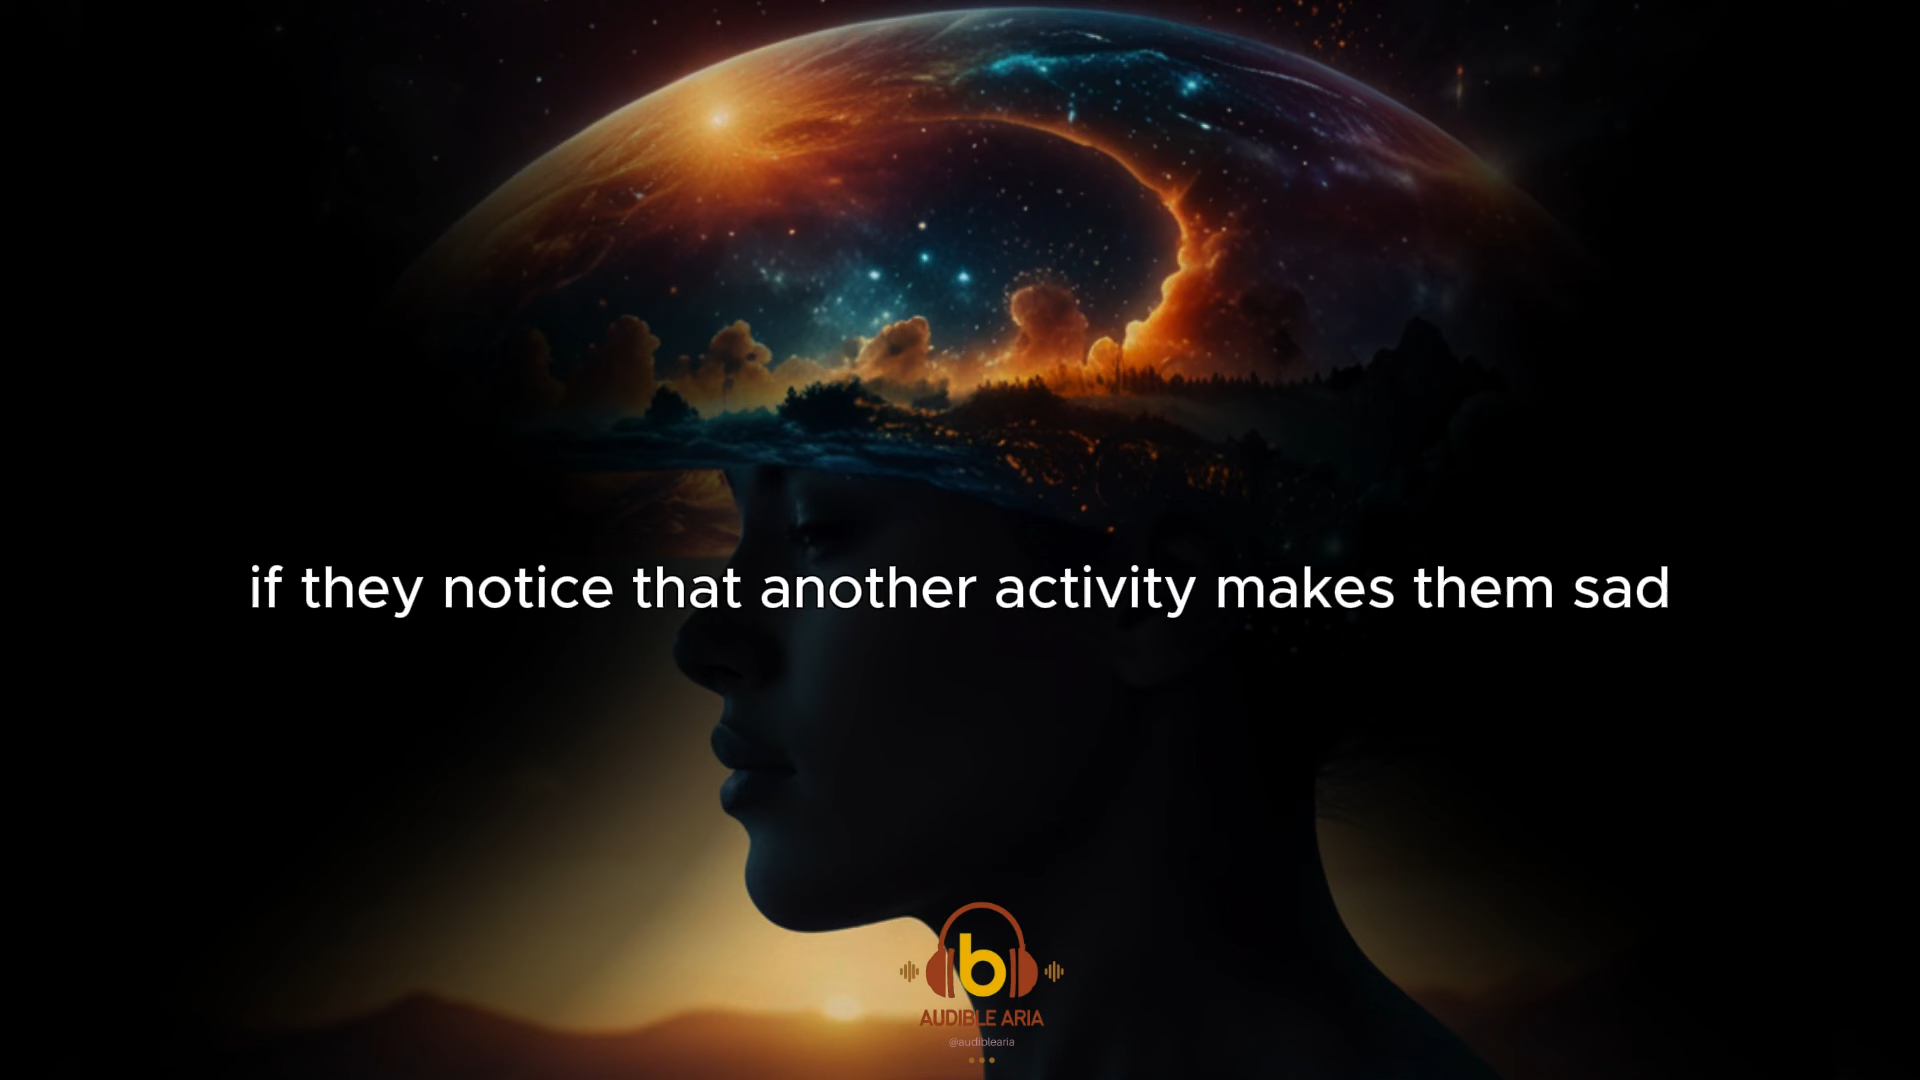 if they notice that another activity makes them sad
b
AUDIBLE ARIA
@audiblearia